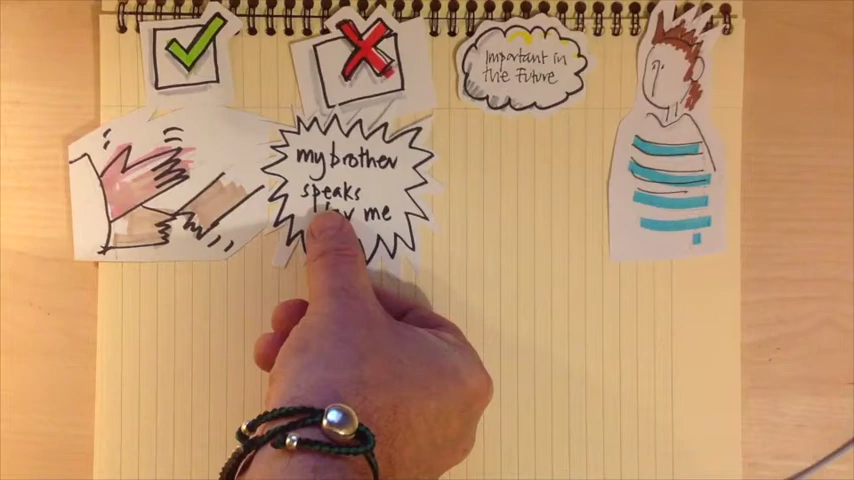 Important in
the Future
my brother
speaks
me